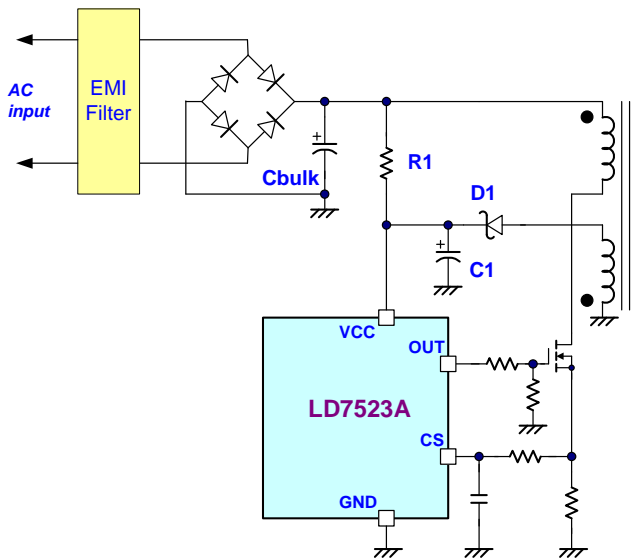 AC
input
EMI
Filter
Cbulk
+
R1
D1
+
C1
VCC
OUT
LD7523A
CS
GND